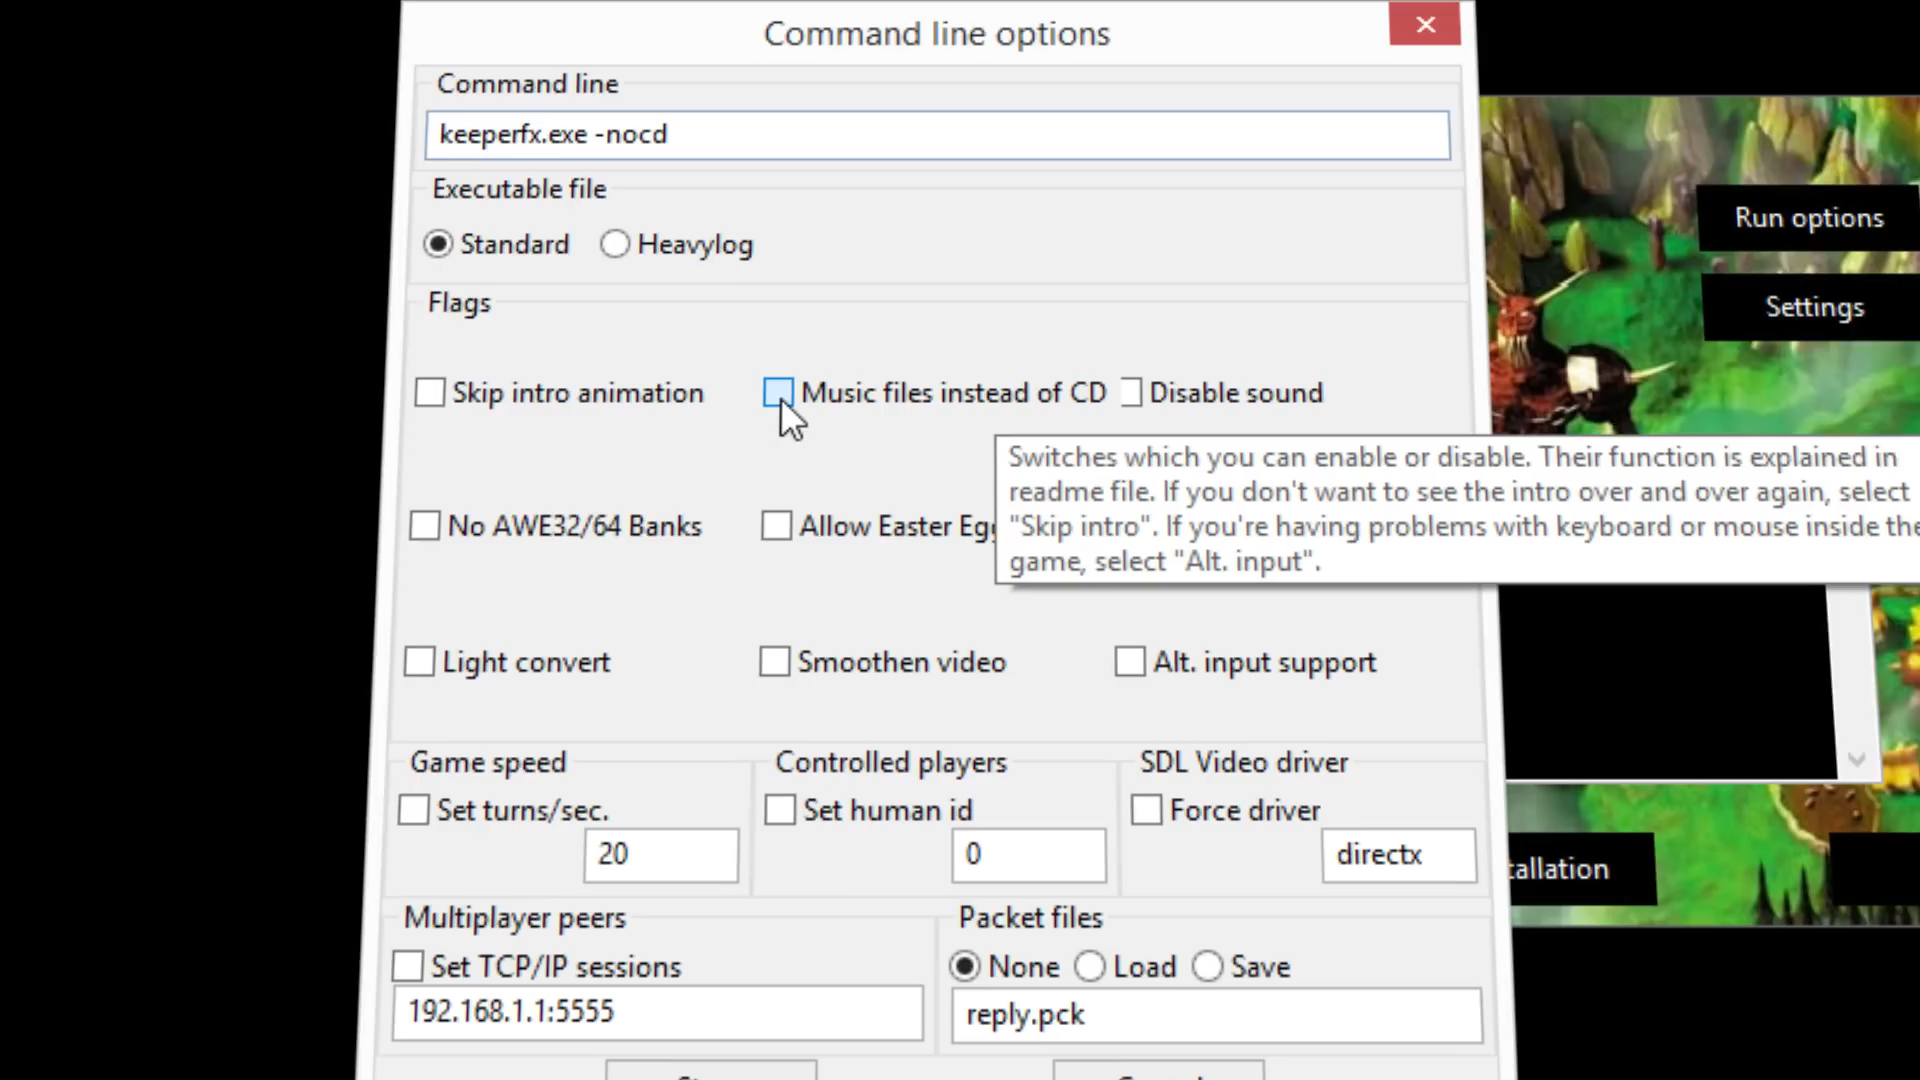 Command line options
Command line
keeperfx.exe -nocd
Executable file
Standard
Heavylog
Run options
Settings
Flags
Skip intro animation
Music files instead of CD
Disable sound
Switches which you can enable or disable. Their function is explained in
readme file. If you don't want to see the intro over and over again, select
"Skip intro". If you're having problems with keyboard or mouse inside the
game, select "Alt. input".
No AWE32/64 Banks
Allow Easter Eg
Light convert
Smoothen video
Alt. input support
Game speed
Controlled players
SDL Video driver
Set turns/sec.
Set human id
Force driver
20
0
directx
tallation
Multiplayer peers
Packet files
Set TCP/IP sessions
None
Load
Save
192.168.1.1:5555
reply.pck